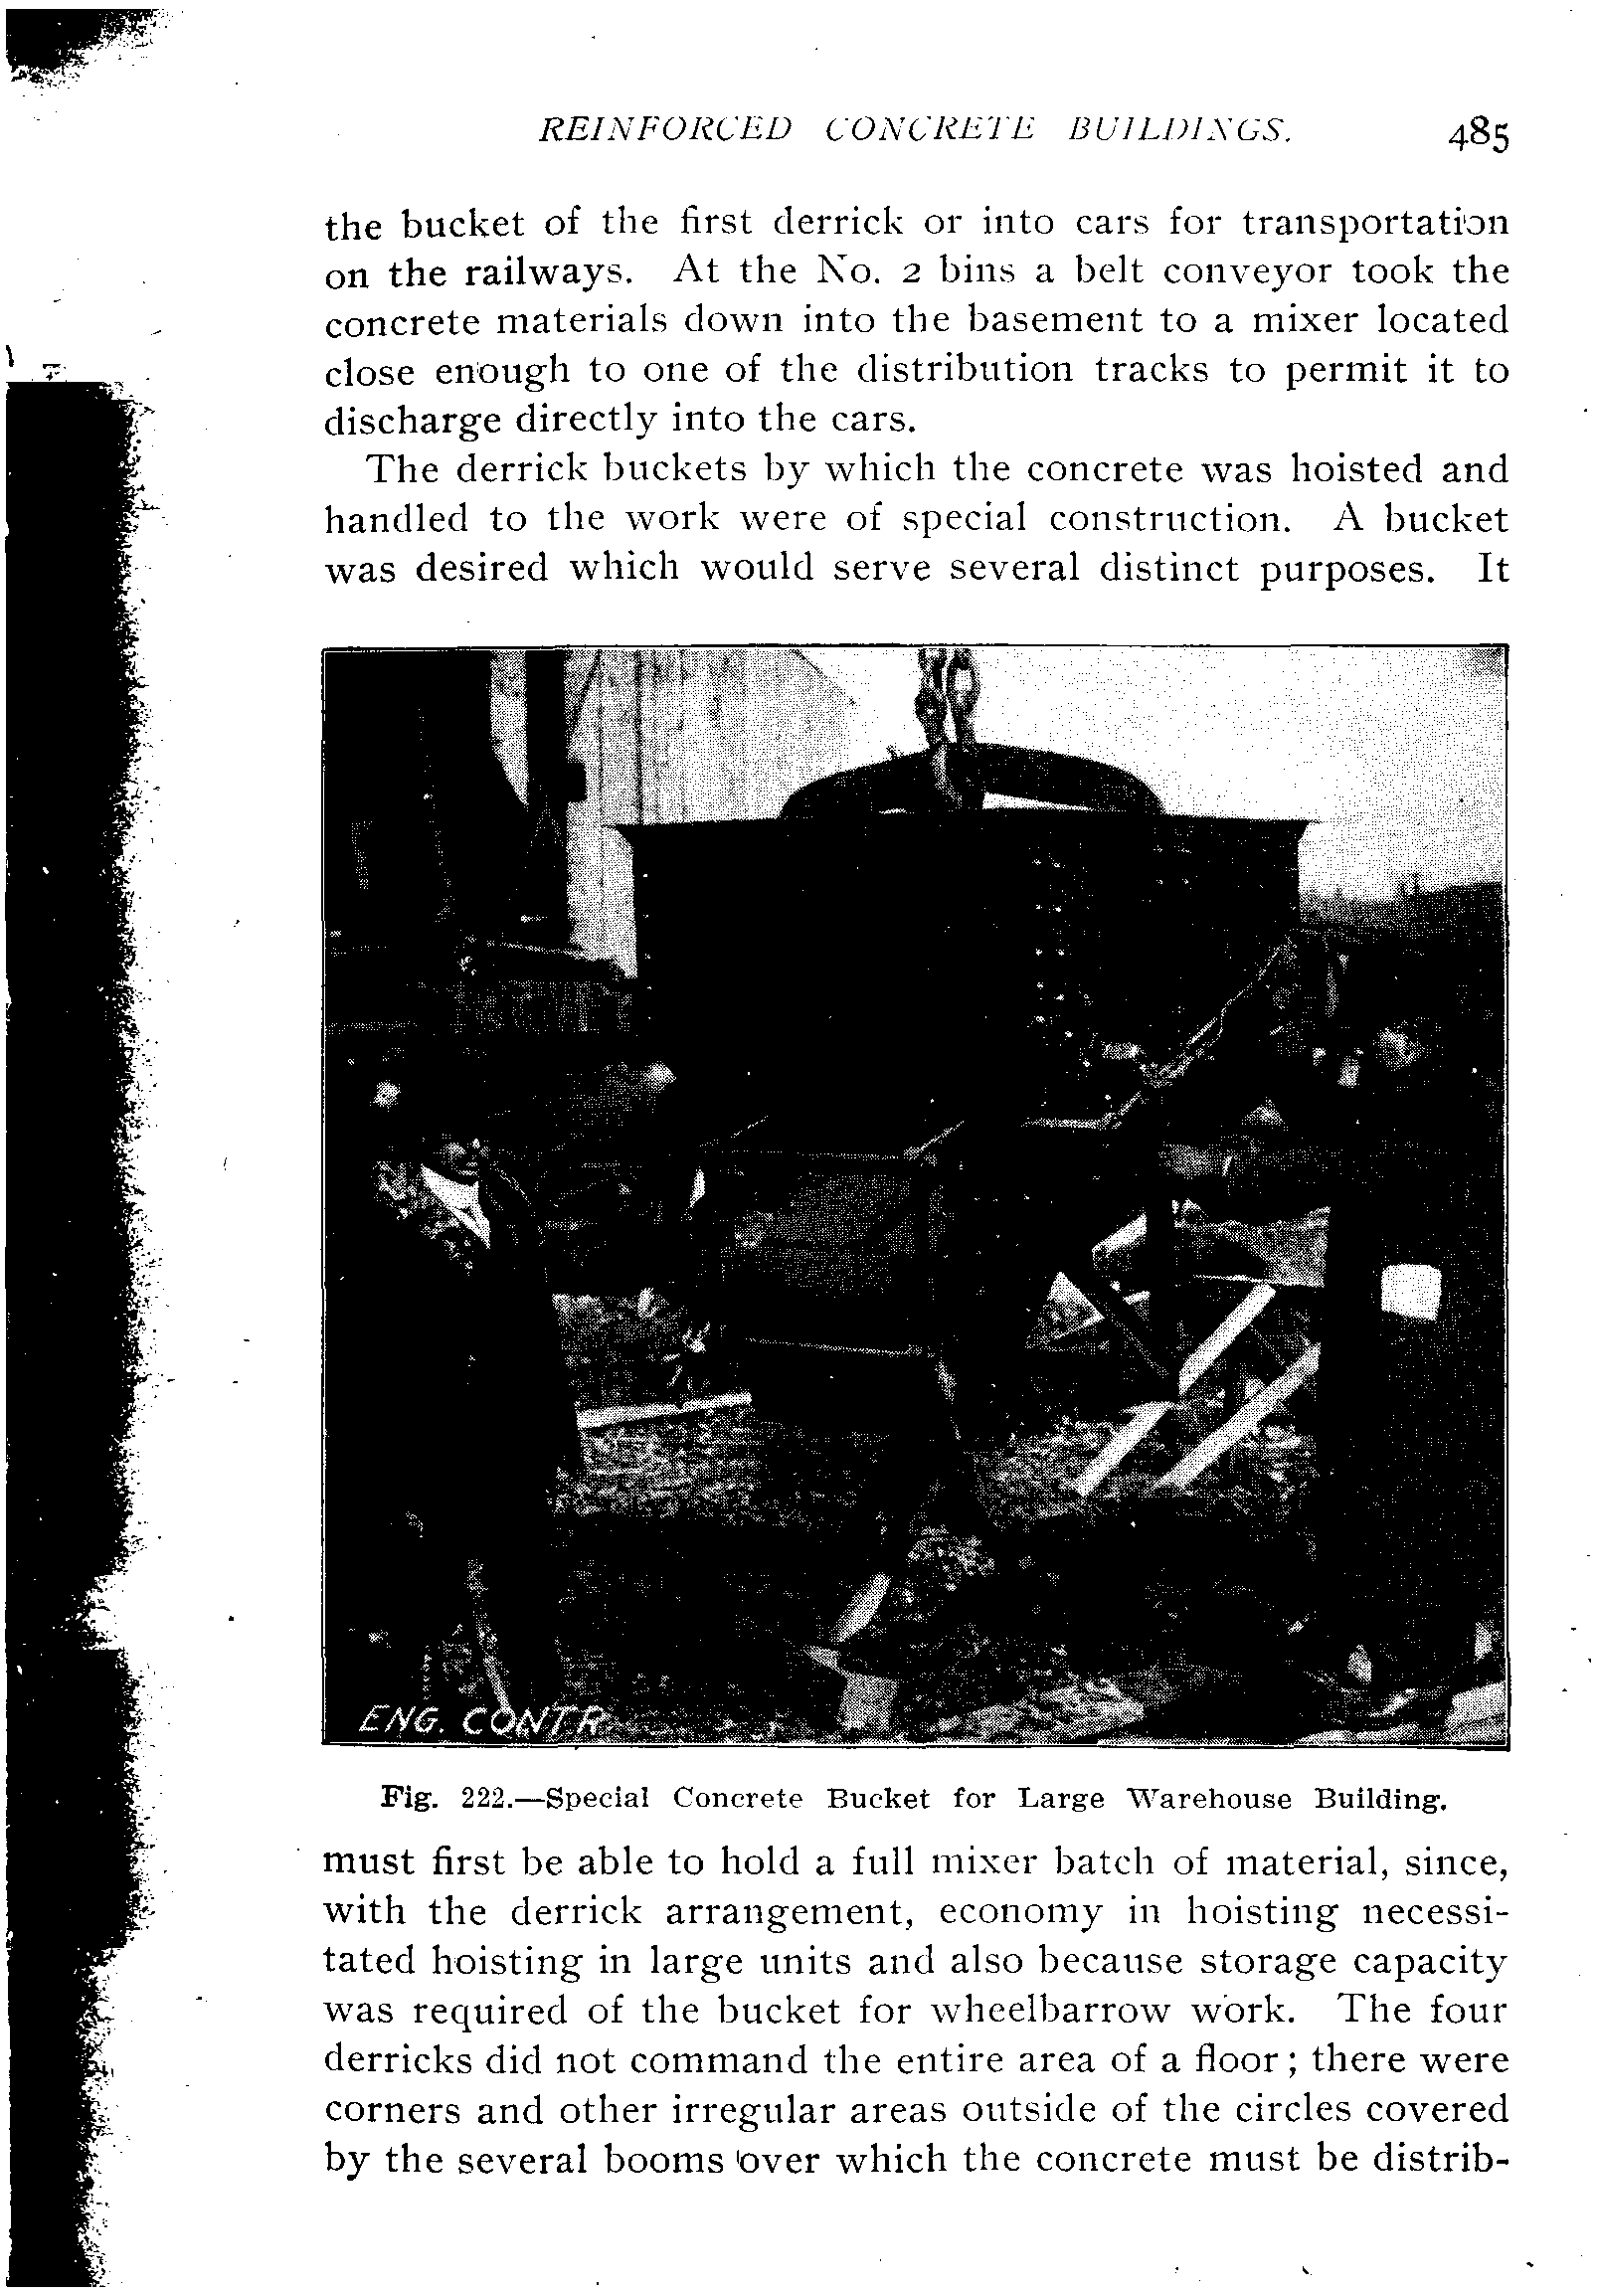 REINFORCED CONCRETE BUILDINGS. 485
the bucket of the first derrick or into cars for transportation
on the railways. At the No. 2 bins a belt conveyor took the
concrete materials down into the basement to a mixer located
close enough to one of the distribution tracks to permit it to
discharge directly into the cars.
The derrick buckets by which the concrete was hoisted and
handled to the work were of special construction. A bucket
was desired which would serve several distinct purposes. It
ENG. CONTR.
Fig. 222.—Special Concrete Bucket for Large Warehouse Building.
must first be able to hold a full mixer batch of material, since,
with the derrick arrangement, economy in hoisting necessi-
tated hoisting in large units and also because storage capacity
was required of the bucket for wheelbarrow work. The four
derricks did not command the entire area of a floor; there were
corners and other irregular areas outside of the circles covered
by the several booms over which the concrete must be distrib-